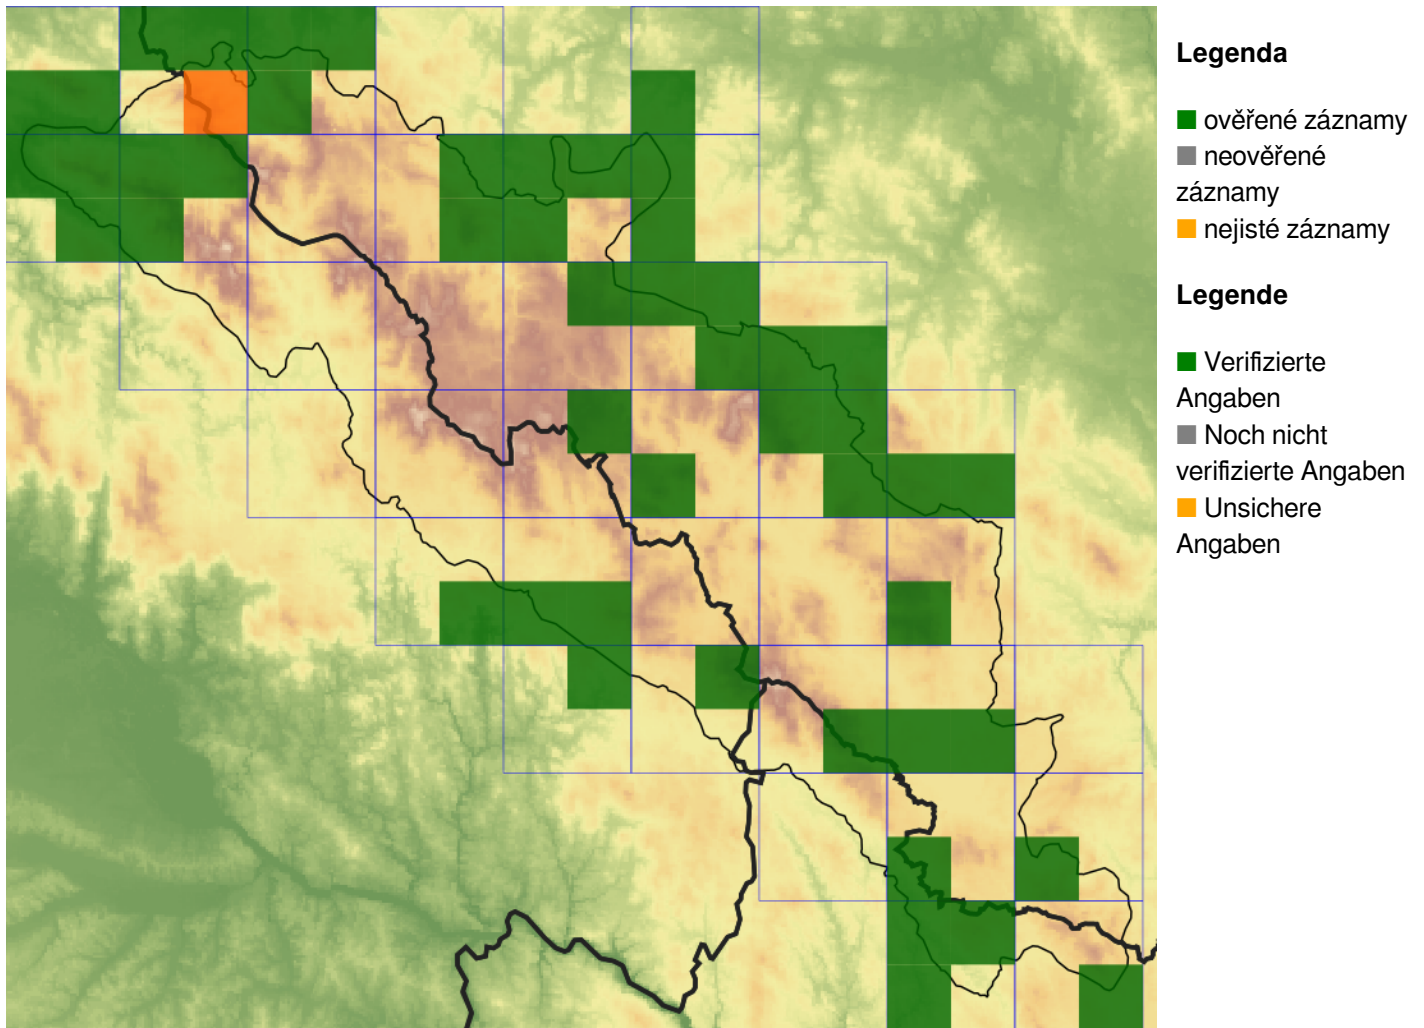 Legenda
ověřené záznamy
neověřené
záznamy
nejisté záznamy
Legende
Verifizierte
Angaben
Noch nicht
verifizierte Angaben
Unsichere
Angaben